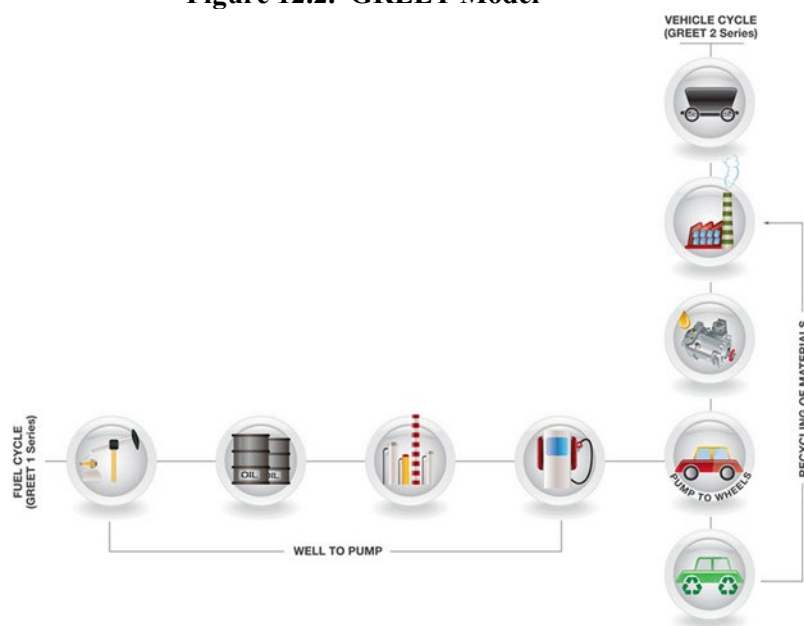 Figure 12.2. GREET Model
VEHICLE CYCLE
(GREET 2 Series)
RECYCLING OF MATERIALS
FUEL CYCLE
(GREET 1 Series)
OIL
OIL
PUMP TO WHEELS
WELL TO PUMP